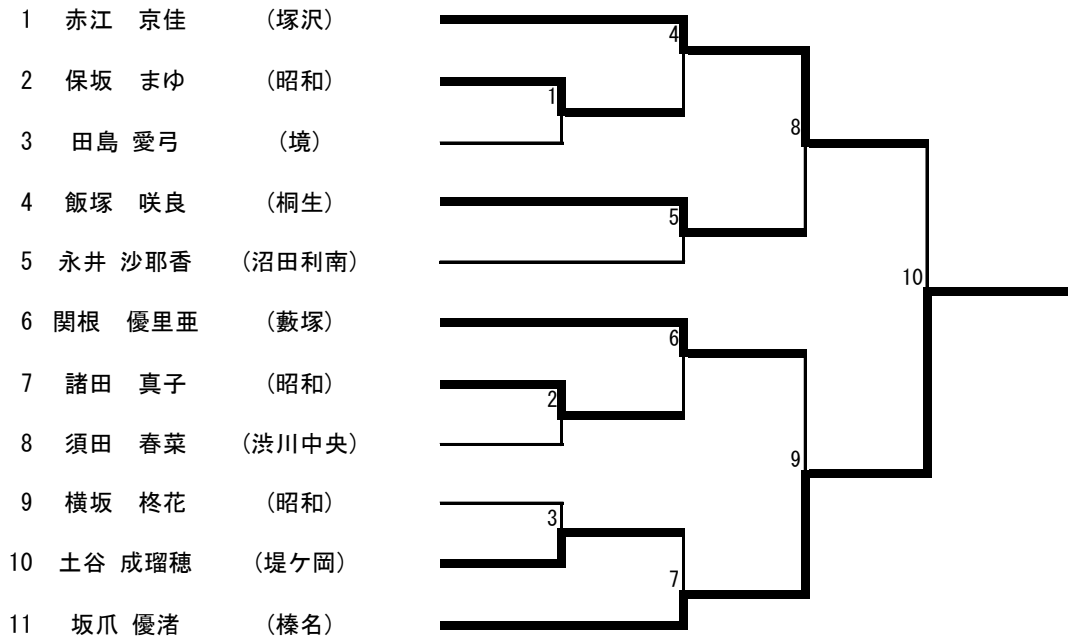 1 赤江 京佳 (塚沢)
4
2 保坂 まゆ (昭和)
1
8
3 田島 愛弓 (境)
4 飯塚 咲良 (桐生)
5
5 永井 沙耶香 (沼田利南)
10
6 関根 優里亜 (藪塚)
6
7 諸田 真子 (昭和)
2
8 須田 春菜 (渋川中央)
9
9 横坂 柊花 (昭和)
3
10 土谷 成瑠穂 (堤ケ岡)
7
11 坂爪 優渚 (榛名)